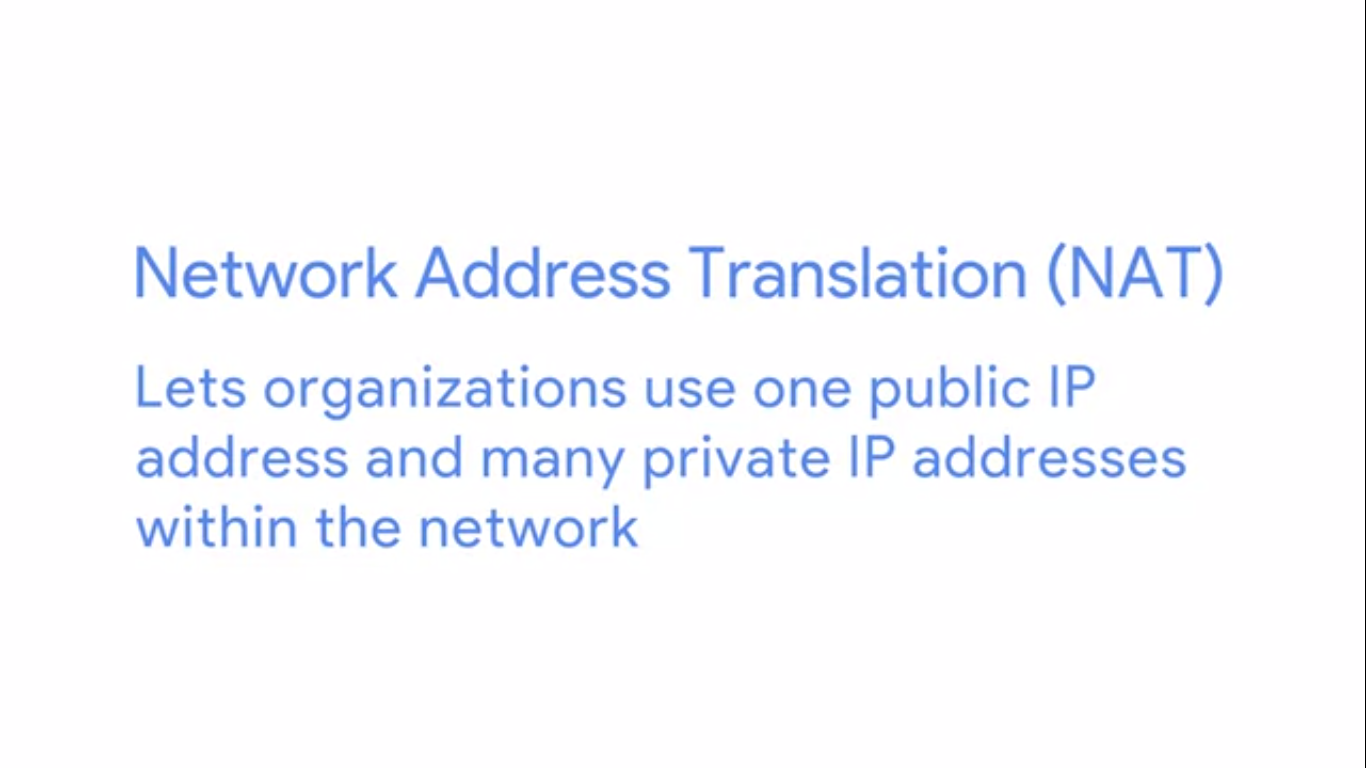 Network Address Translation (NAT)
Lets organizations use one public IP
address and many private IP addresses
within the network